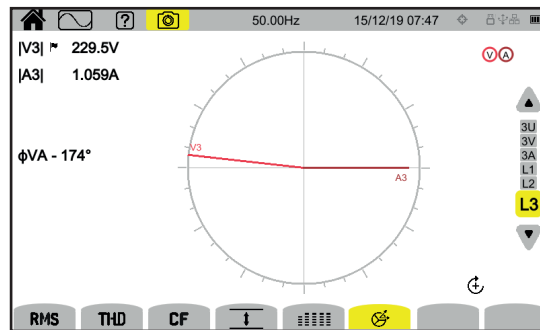 ? 50.00Hz 15/12/19 07:47
|V3| 229.5V
|A3| 1.059A
V A
3U
3V
3A
L1
L2
L3
ϕVA - 174°
V3
A3
RMS THD CF